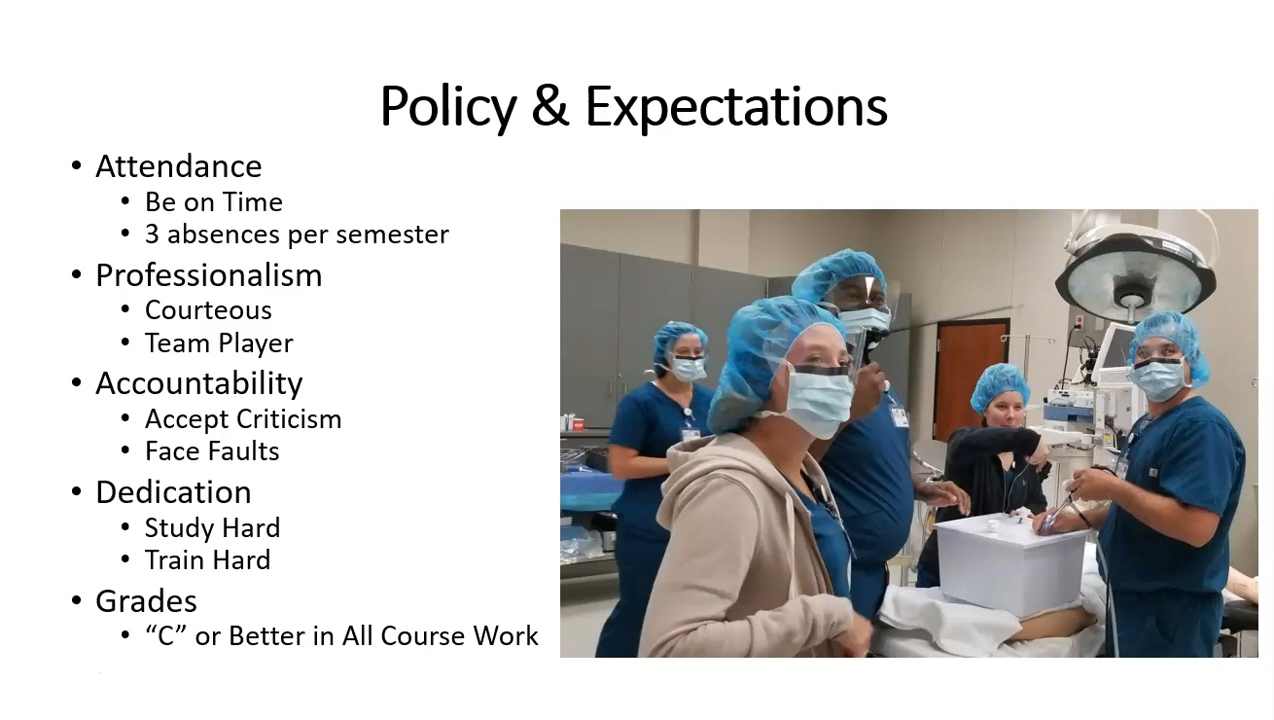 Policy & Expectations
• Attendance
• Be on Time
• 3 absences per semester
• Professionalism
• Courteous
• Team Player
• Accountability
• Accept Criticism
• Face Faults
• Dedication
• Study Hard
• Train Hard
• Grades
• “C” or Better in All Course Work